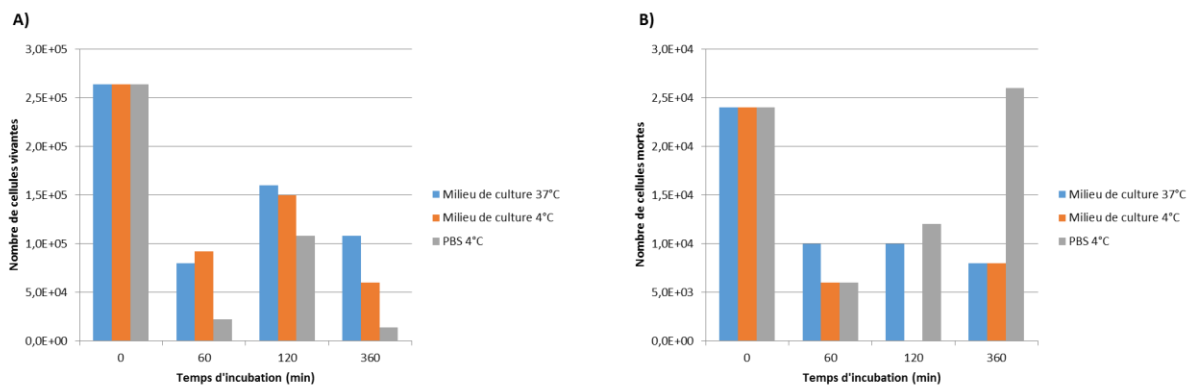 A)
3,0E+05
2,5E+05
2,0E+05
1,5E+05
1,0E+05
5,0E+04
0,0E+00
Nombre de cellules vivantes
0 60 120 360
Temps d'incubation (min)
Milieu de culture 37°C
Milieu de culture 4°C
PBS 4°C
B)
3,0E+04
2,5E+04
2,0E+04
1,5E+04
1,0E+04
5,0E+03
0,0E+00
Nombre de cellules mortes
0 60 120 360
Temps d'incubation (min)
Milieu de culture 37°C
Milieu de culture 4°C
PBS 4°C